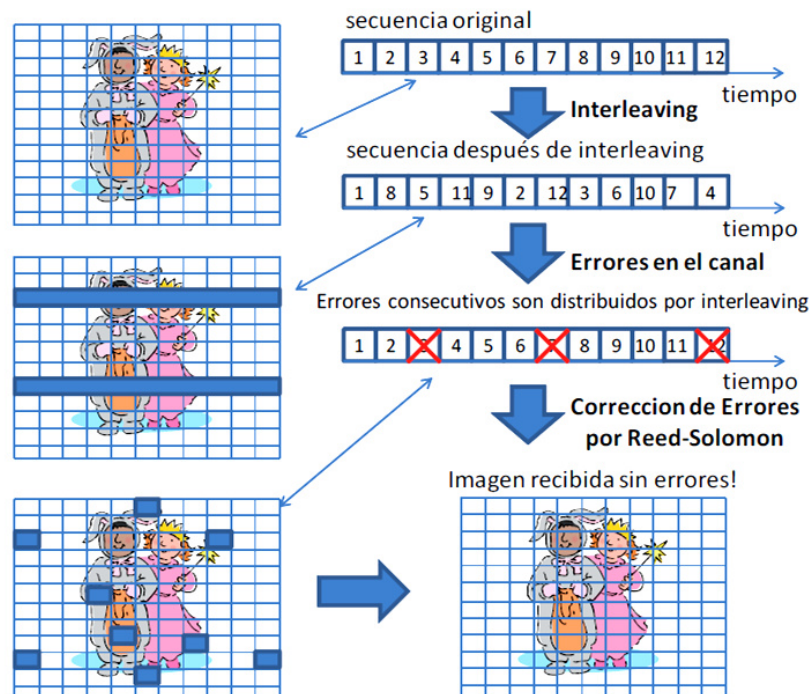 secuencia original
1 2 3 4 5 6 7 8 9 10 11 12
tiempo
Interleaving
secuencia después de interleaving
1 8 5 11 9 2 12 3 6 10 7 4
tiempo
Errores en el canal
Errores consecutivos son distribuidos por interleaving
1 2 3 4 5 6 7 8 9 10 11 12
tiempo
Correccion de Errores
por Reed-Solomon
Imagen recibida sin errores!